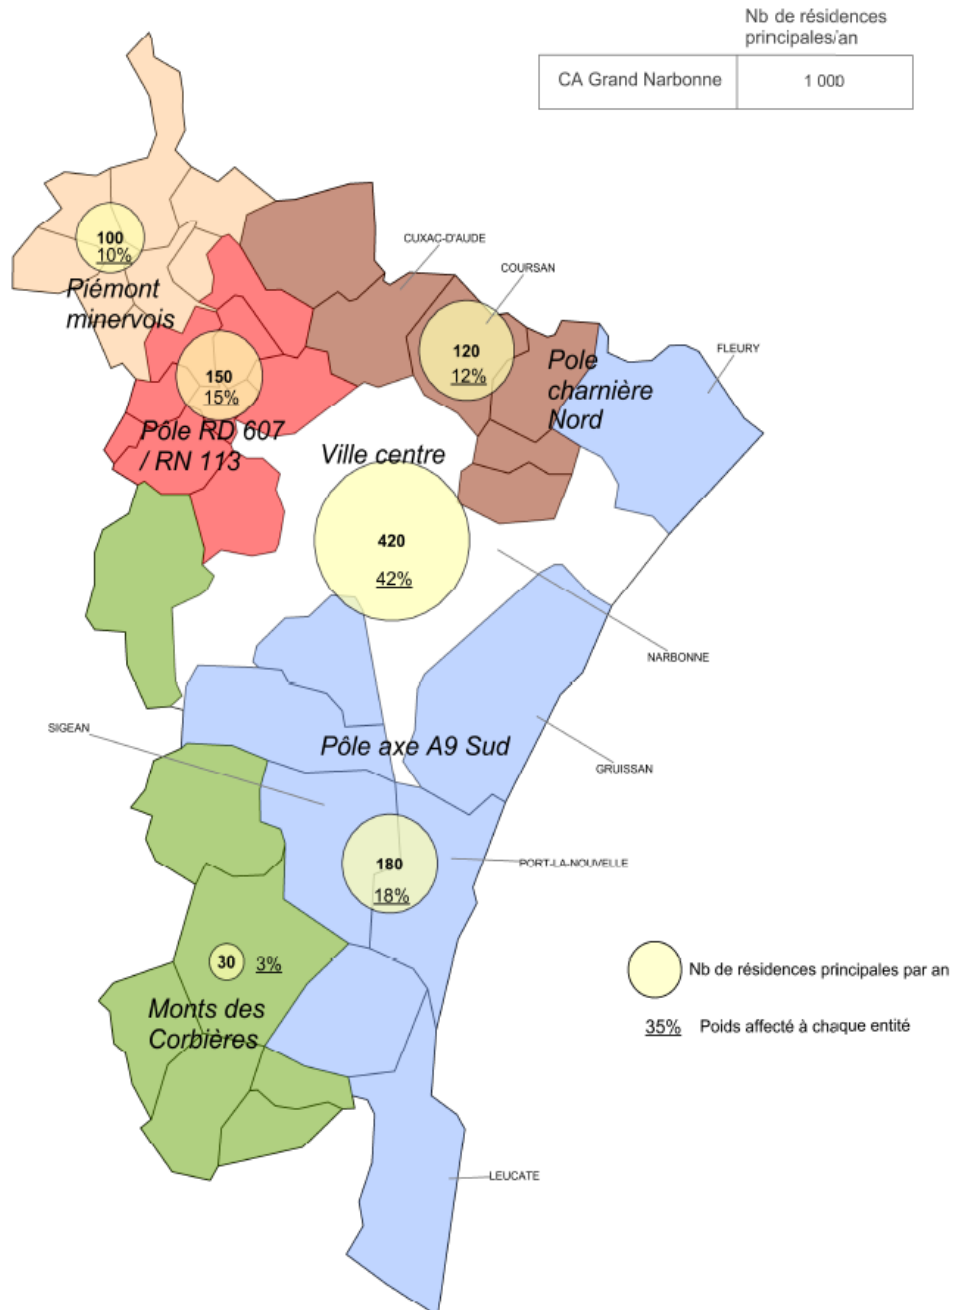 Nb de résidences
principales/an
CA Grand Narbonne
1 000
CUXAC-D'AUDE
COURSAN
100
10%
Piémont
minervois
FLEURY
120
12%
Pole
charnière
Nord
150
15%
Pôle RD 607
/ RN 113
Ville centre
420
42%
NARBONNE
SIGEAN
Pôle axe A9 Sud
GRUISSAN
180
18%
PORT-LA-NOUVELLE
30
3%
Nb de résidences principales par an
Monts des
Corbières
35%
Poids affecté à chaque entité
LEUCATE